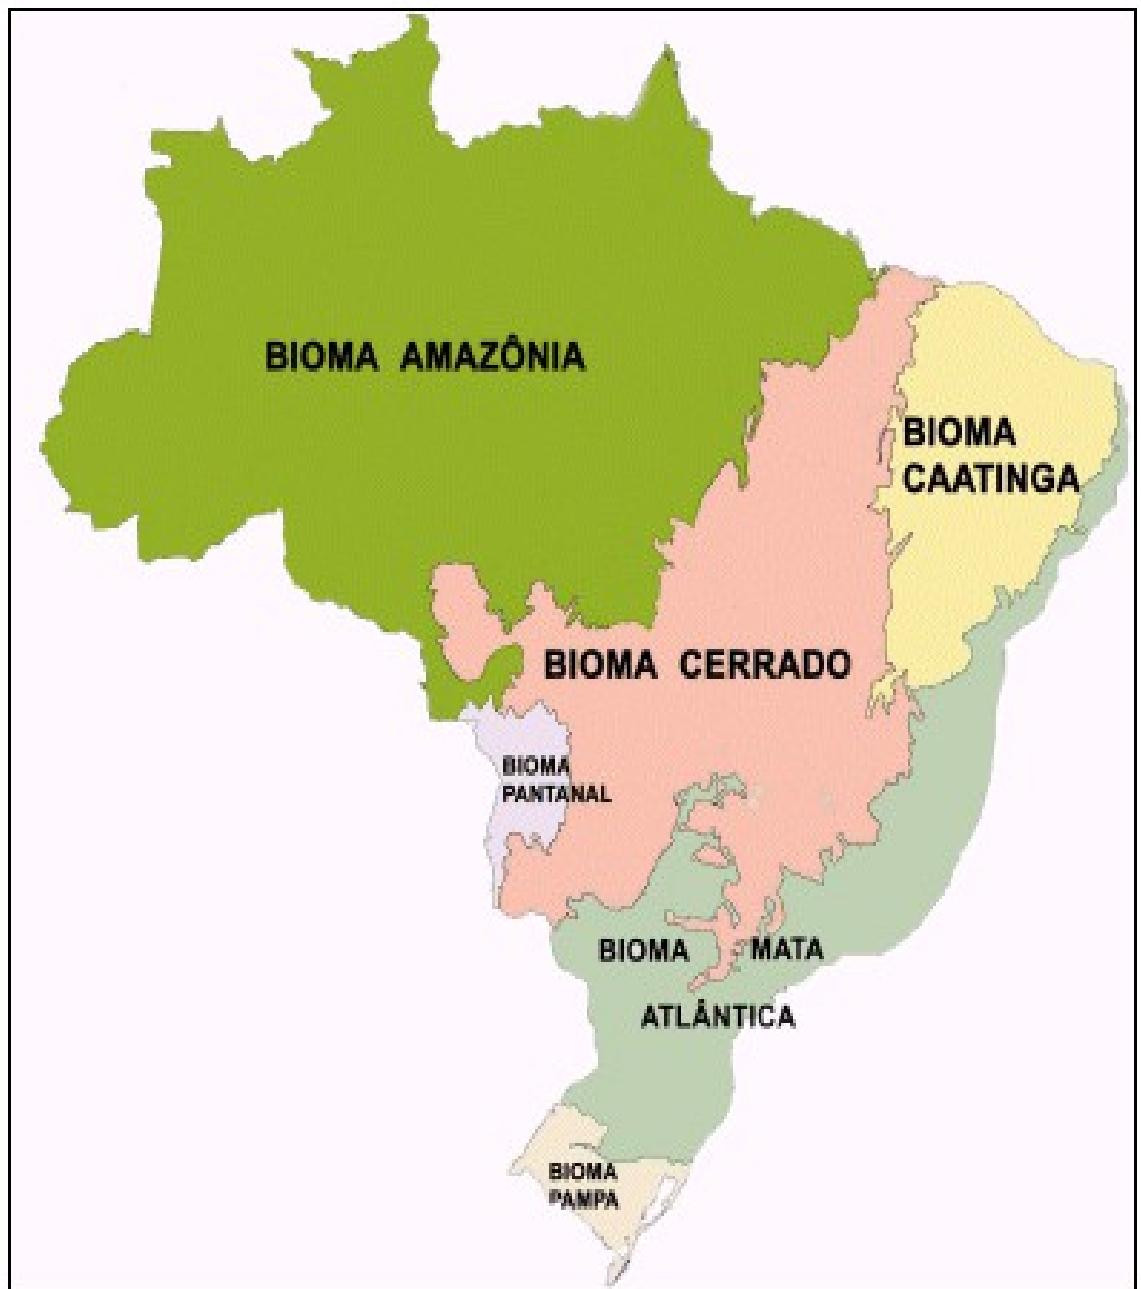 BIOMA AMAZÔNIA
BIOMA
CAATINGA
BIOMA CERRADO
BIOMA
PANTANAL
BIOMA MATA
ATLÂNTICA
BIOMA
PAMPA